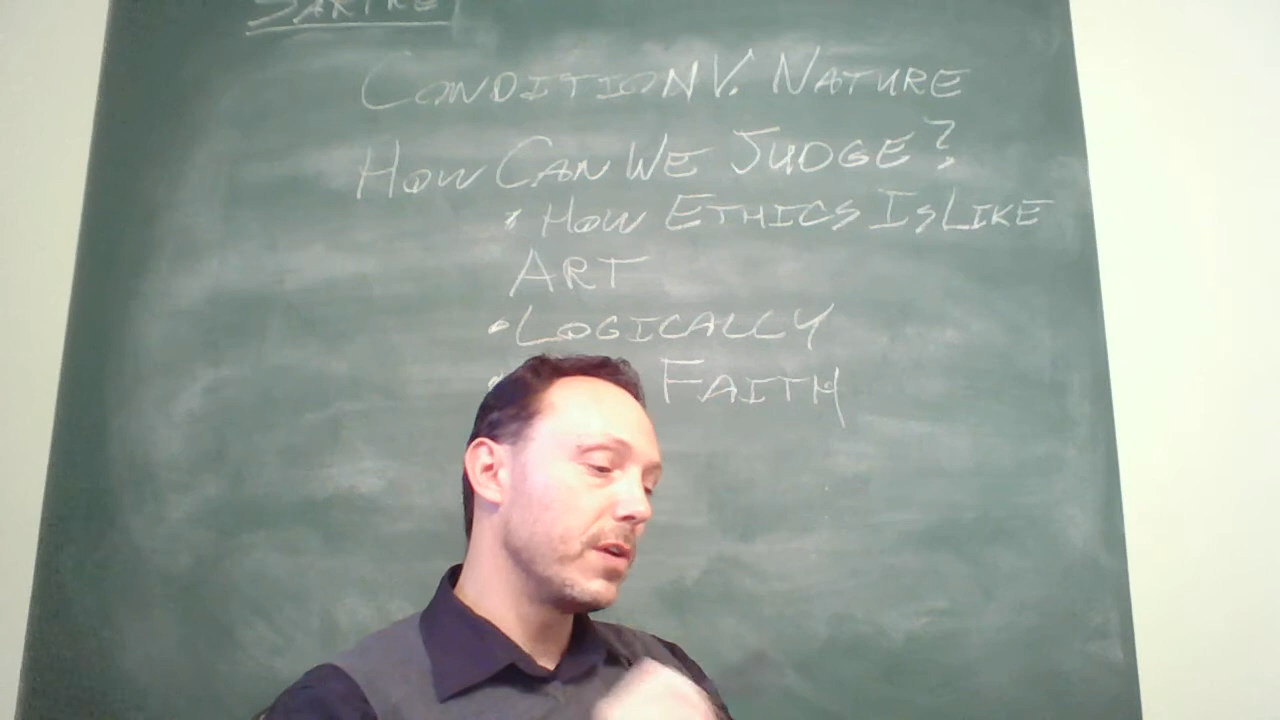 SARTRE
CONDITION V. NATURE
HOW CAN WE JUDGE?
• HOW ETHICS IS LIKE
ART
• LOGICALLY
• FAITH